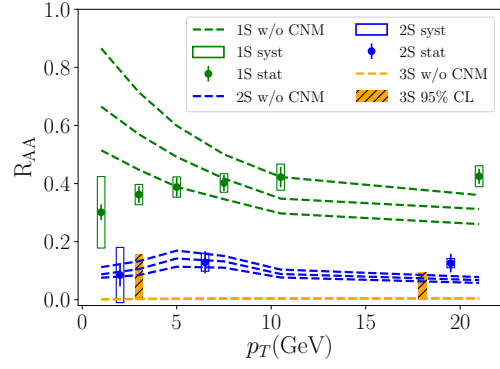 1.0
0.8
0.6
0.4
0.2
0.0
R_AA
1S w/o CNM
1S syst
1S stat
2S w/o CNM
2S syst
2S stat
3S w/o CNM
3S 95% CL
0 5 10 15 20
p_T(GeV)